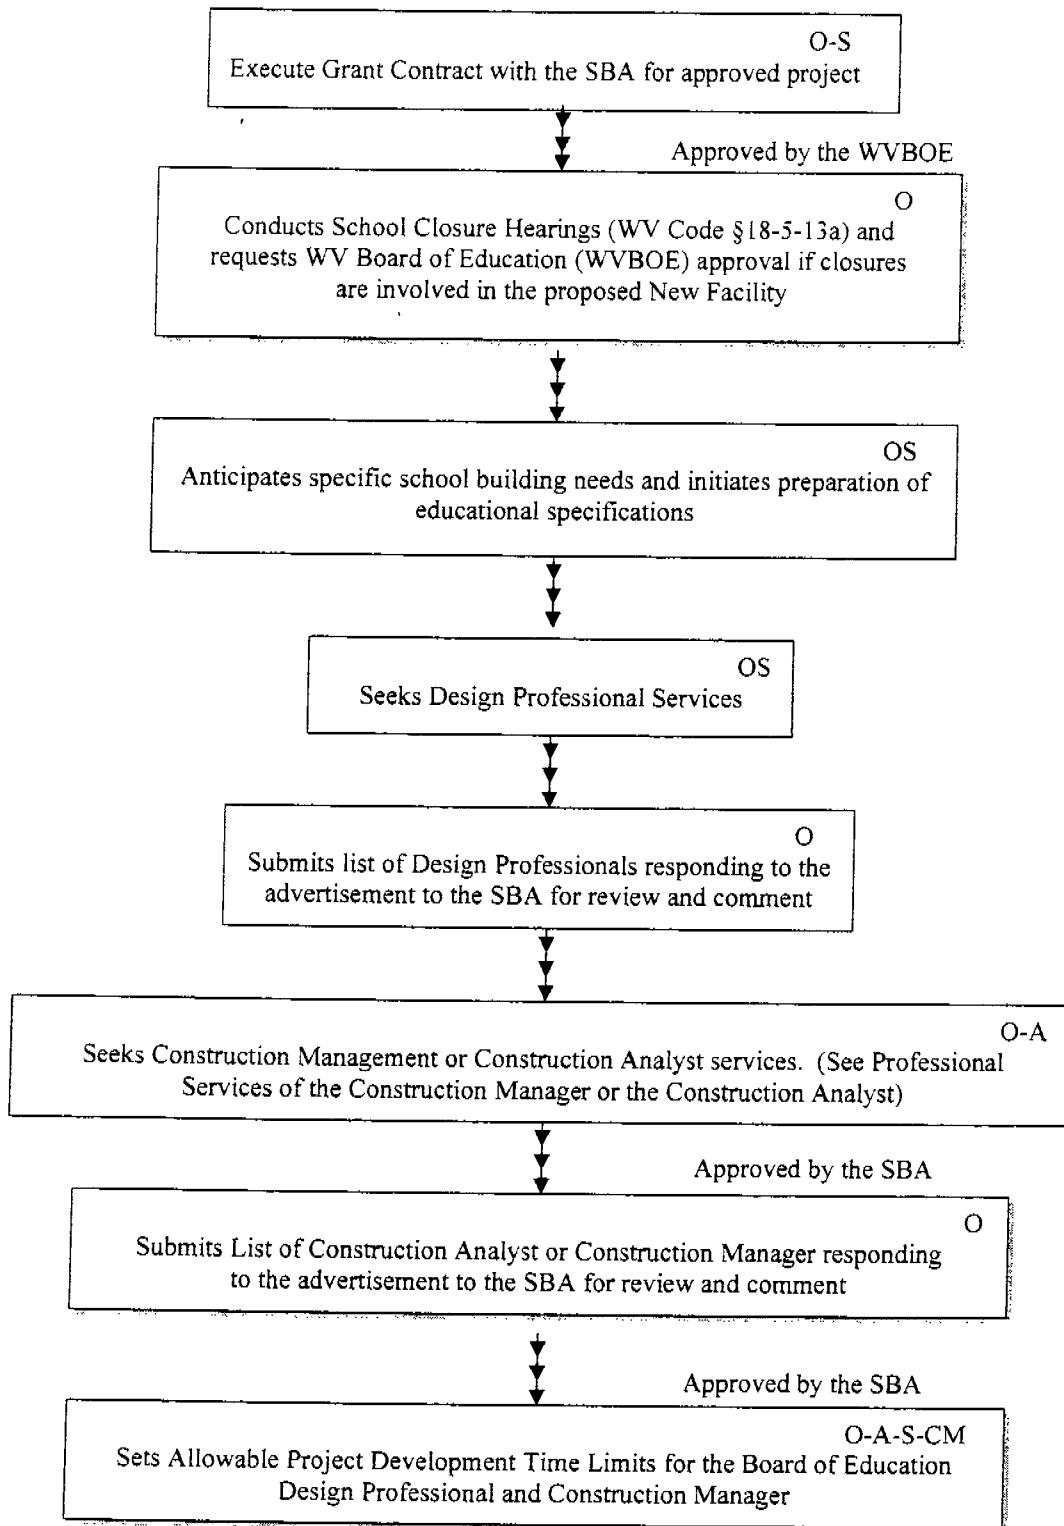 O-S
Execute Grant Contract with the SBA for approved project
Approved by the WVBOE
O
Conducts School Closure Hearings (WV Code §18-5-13a) and
requests WV Board of Education (WVBOE) approval if closures
are involved in the proposed New Facility
OS
Anticipates specific school building needs and initiates preparation of
educational specifications
OS
Seeks Design Professional Services
O
Submits list of Design Professionals responding to the
advertisement to the SBA for review and comment
O-A
Seeks Construction Management or Construction Analyst services. (See Professional
Services of the Construction Manager or the Construction Analyst)
Approved by the SBA
O
Submits List of Construction Analyst or Construction Manager responding
to the advertisement to the SBA for review and comment
Approved by the SBA
O-A-S-CM
Sets Allowable Project Development Time Limits for the Board of Education
Design Professional and Construction Manager